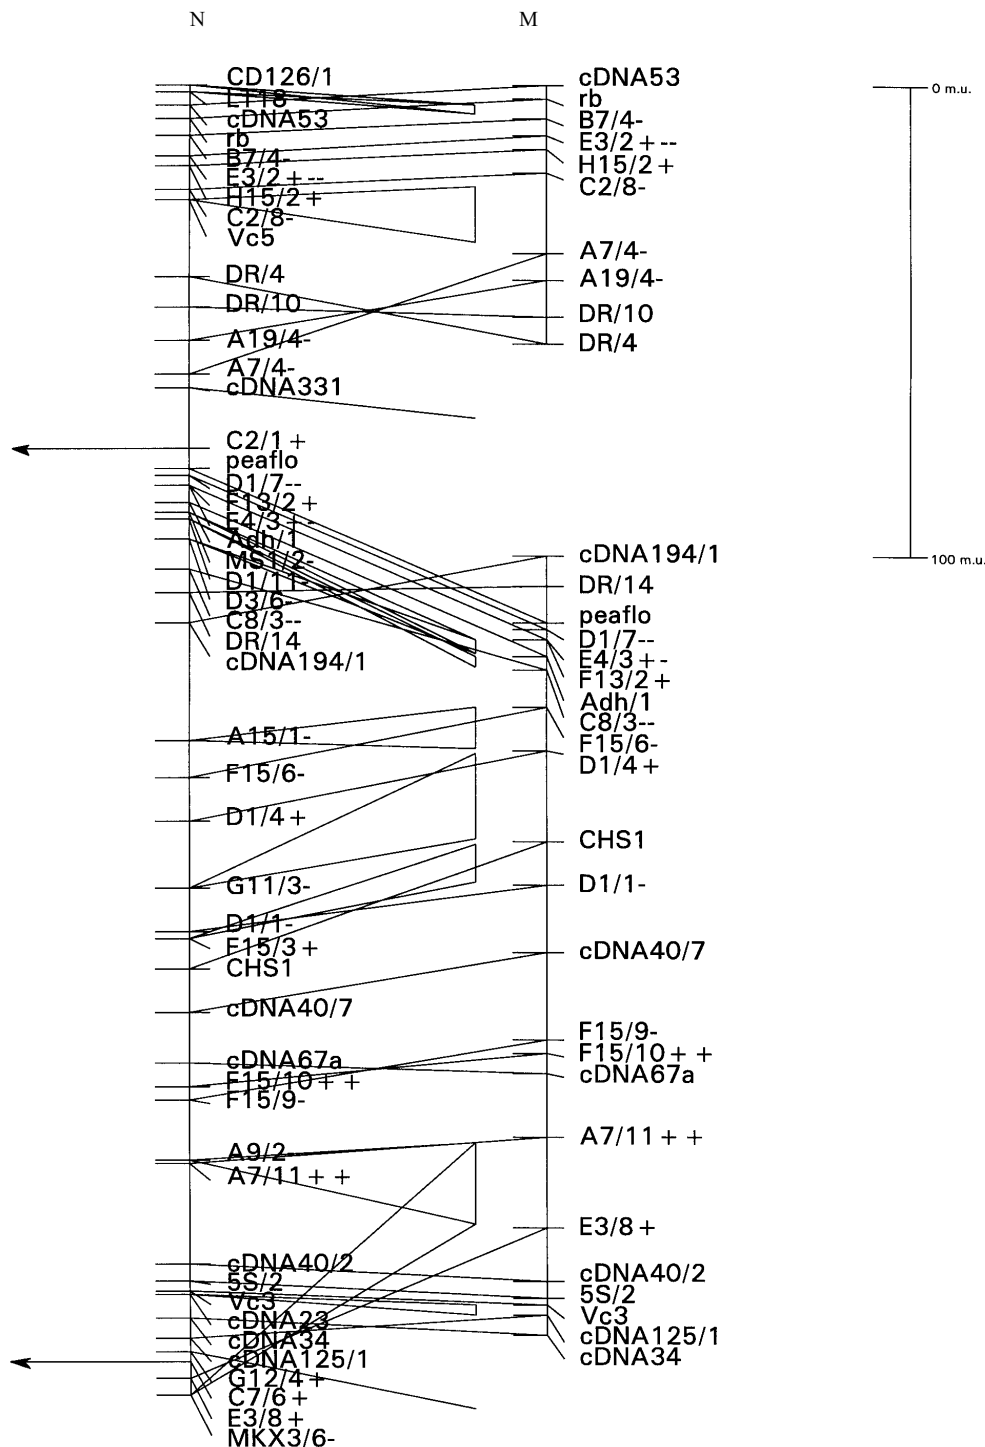 N
M
CD126/1
LT18
cDNA53
rb
B7/4-
E3/2+--
H15/2+
C2/8-
Vc5
DR/4
DR/10
A19/4-
A7/4-
cDNA331
C2/1+
peaflo
D1/7--
F13/2+
E4/3+-
Adh/1
MS1/2-
D1/11-
D3/6-
C8/3--
DR/14
cDNA194/1
A15/1-
F15/6-
D1/4+
G11/3-
D1/1-
F15/3+
CHS1
cDNA40/7
cDNA67a
F15/10++
F15/9-
A9/2
A7/11++
cDNA40/2
5S/2
Vc3
cDNA23
cDNA34
cDNA125/1
G12/4+
C7/6+
E3/8+
MKX3/6-
cDNA53
rb
B7/4-
E3/2+--
H15/2+
C2/8-
A7/4-
A19/4-
DR/10
DR/4
cDNA194/1
DR/14
peaflo
D1/7--
E4/3+-
F13/2+
Adh/1
C8/3--
F15/6-
D1/4+
CHS1
D1/1-
cDNA40/7
F15/9-
F15/10++
cDNA67a
A7/11++
E3/8+
cDNA40/2
5S/2
Vc3
cDNA125/1
cDNA34
0 m.u.
100 m.u.